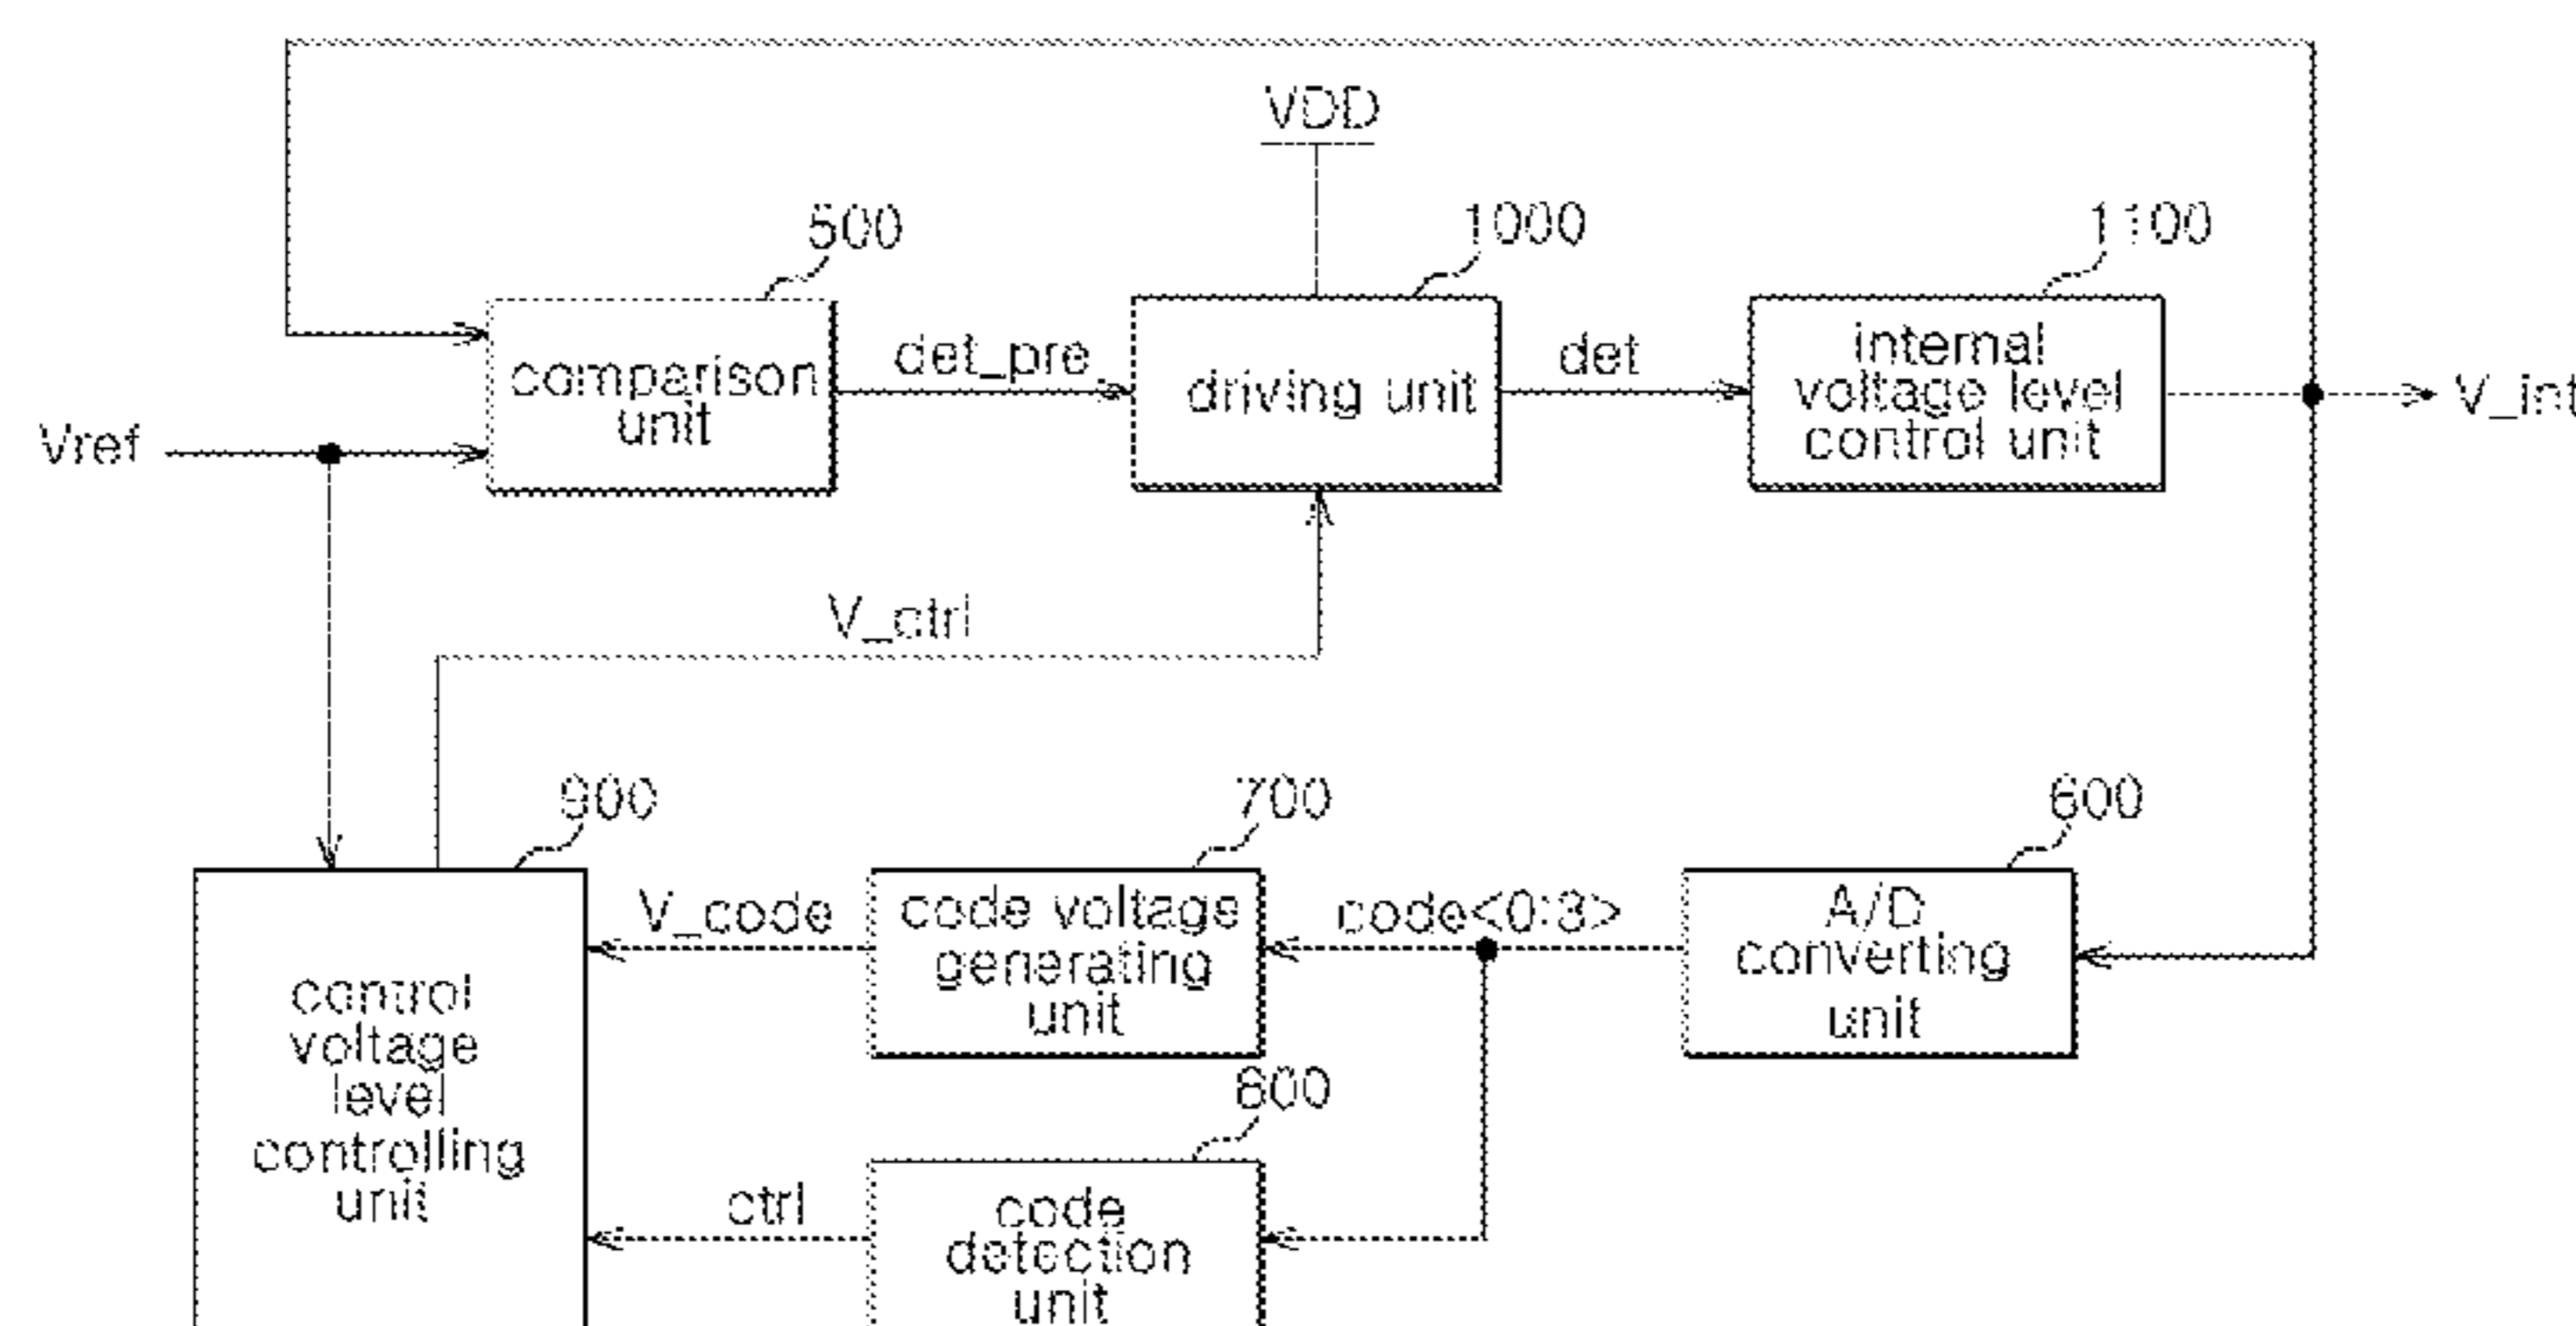 VDD
500
1000
1100
comparison
unit
det_pre
driving unit
det
internal
voltage level
control unit
V_int
Vref
V_ctrl
900
700
600
control
voltage
level
controlling
unit
V_code
code voltage
generating
unit
code<0:3>
A/D
converting
unit
800
ctrl
code
detection
unit